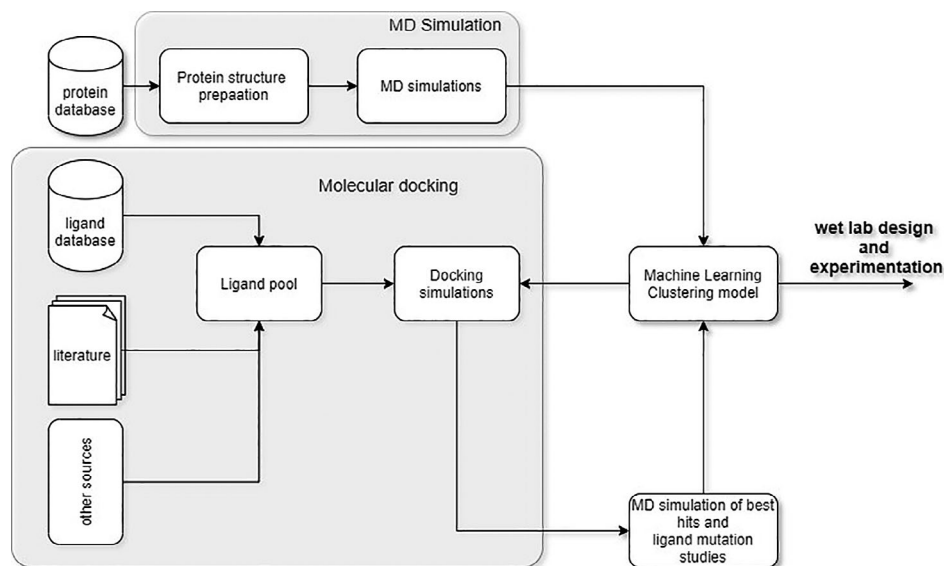 MD Simulation
protein
database
Protein structure
prepaation
MD simulations
Molecular docking
ligand
database
Ligand pool
Docking
simulations
Machine Learning
Clustering model
wet lab design
and
experimentation
literature
other sources
MD simulation of best
hits and
ligand mutation
studies